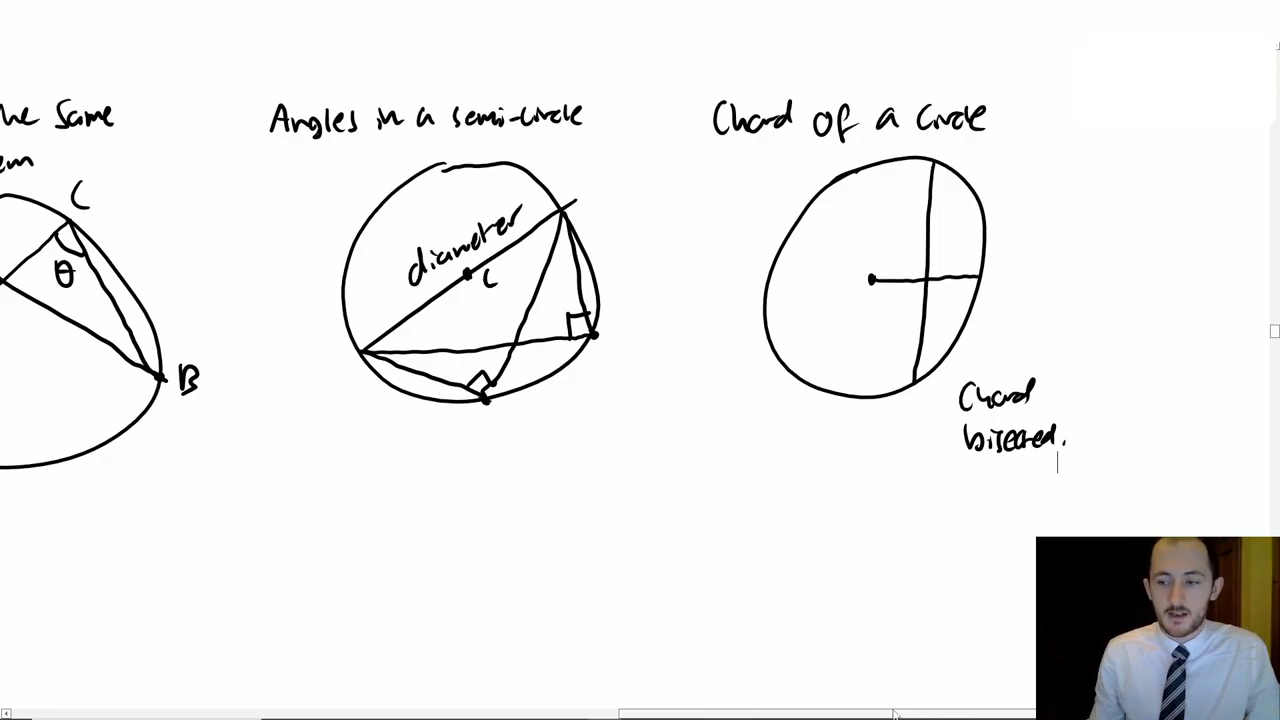 he Same
em
C
θ
B
Angles in a semi-circle
diameter
C
Chord of a Circle
Chord
bisected.